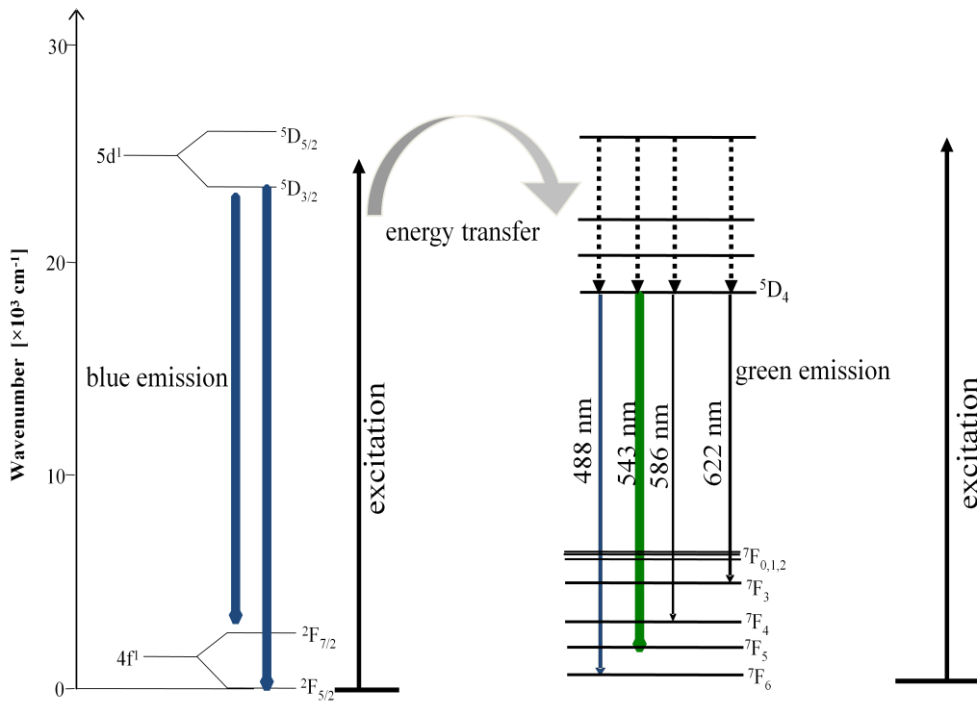 Wavenumber [×10³ cm⁻¹]
30
20
10
0
5d¹
⁵D₅/₂
⁵D₃/₂
blue emission
4f¹
²F₇/₂
²F₅/₂
excitation
energy transfer
⁵D₄
green emission
488 nm
543 nm
586 nm
622 nm
⁷F₀,₁,₂
⁷F₃
⁷F₄
⁷F₅
⁷F₆
excitation